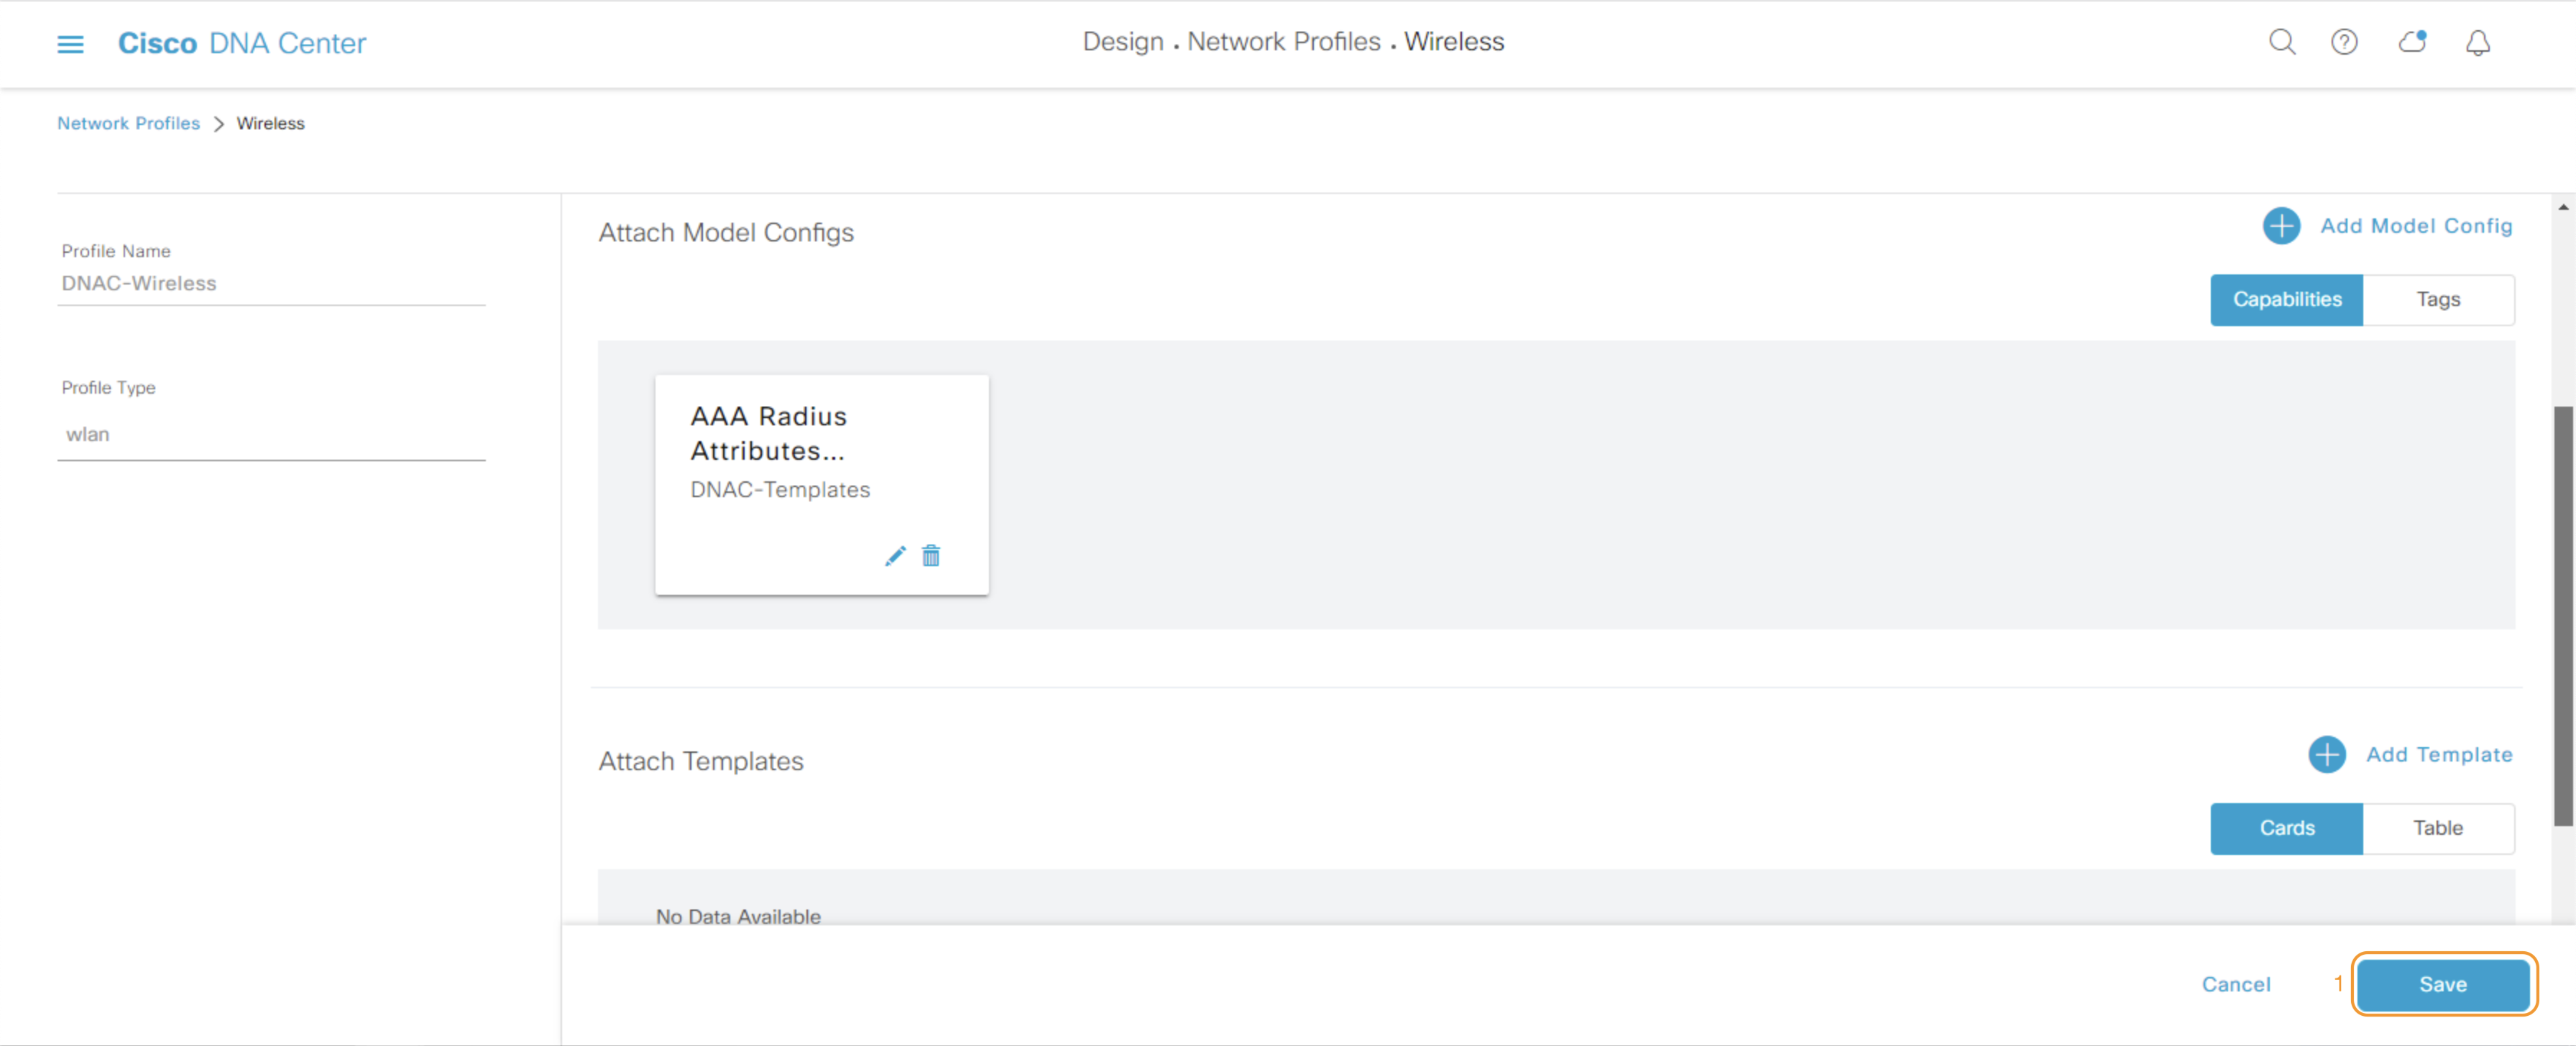 Cisco DNA Center
Design . Network Profiles . Wireless
Network Profiles > Wireless
Profile Name
DNAC-Wireless
Profile Type
wlan
Attach Model Configs
Add Model Config
Capabilities Tags
AAA Radius
Attributes...
DNAC-Templates
Attach Templates
Add Template
Cards Table
No Data Available
Cancel 1 Save